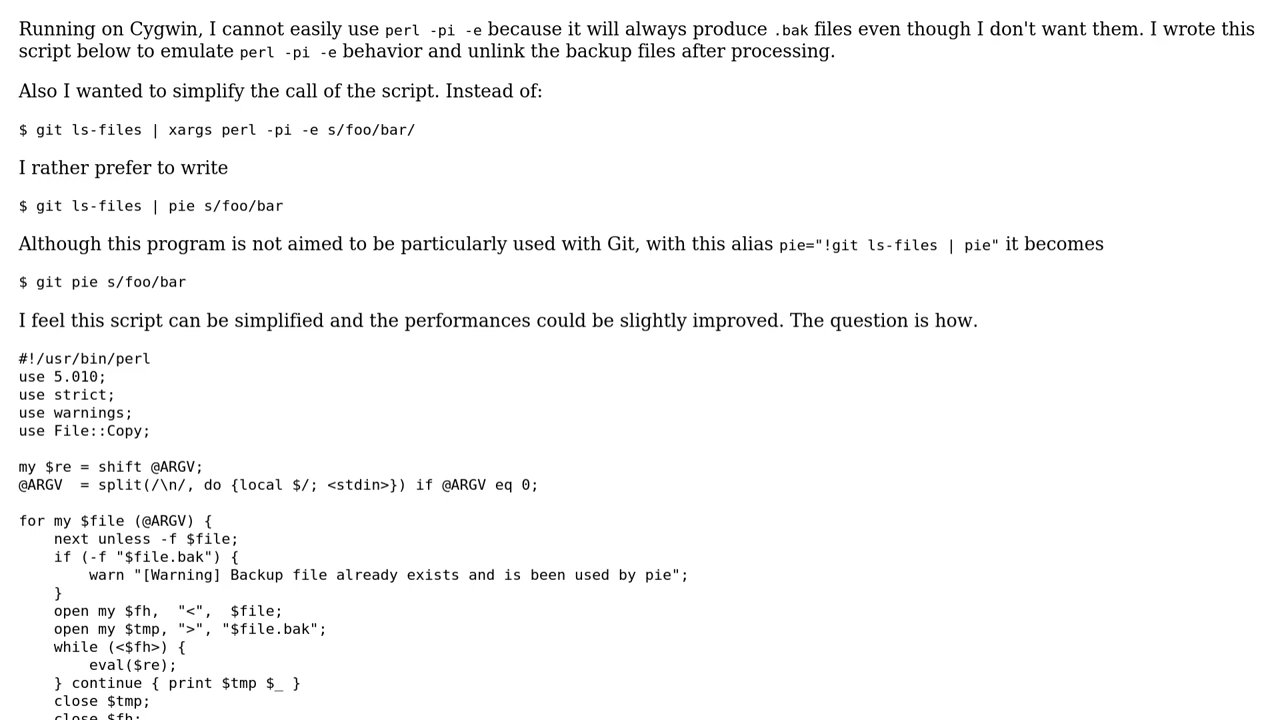 Running on Cygwin, I cannot easily use perl -pi -e because it will always produce .bak files even though I don't want them. I wrote this
script below to emulate perl -pi -e behavior and unlink the backup files after processing.
Also I wanted to simplify the call of the script. Instead of:
$ git ls-files | xargs perl -pi -e s/foo/bar/
I rather prefer to write
$ git ls-files | pie s/foo/bar
Although this program is not aimed to be particularly used with Git, with this alias pie="!git ls-files | pie" it becomes
$ git pie s/foo/bar
I feel this script can be simplified and the performances could be slightly improved. The question is how.
#!/usr/bin/perl
use 5.010;
use strict;
use warnings;
use File::Copy;
my $re = shift @ARGV;
@ARGV  = split(/\n/, do {local $/; <stdin>}) if @ARGV eq 0;
for my $file (@ARGV) {
    next unless -f $file;
    if (-f "$file.bak") {
        warn "[Warning] Backup file already exists and is been used by pie";
    }
    open my $fh,  "<",  $file;
    open my $tmp, ">", "$file.bak";
    while (<$fh>) {
        eval($re);
    } continue { print $tmp $_ }
    close $tmp;
    close $fh;